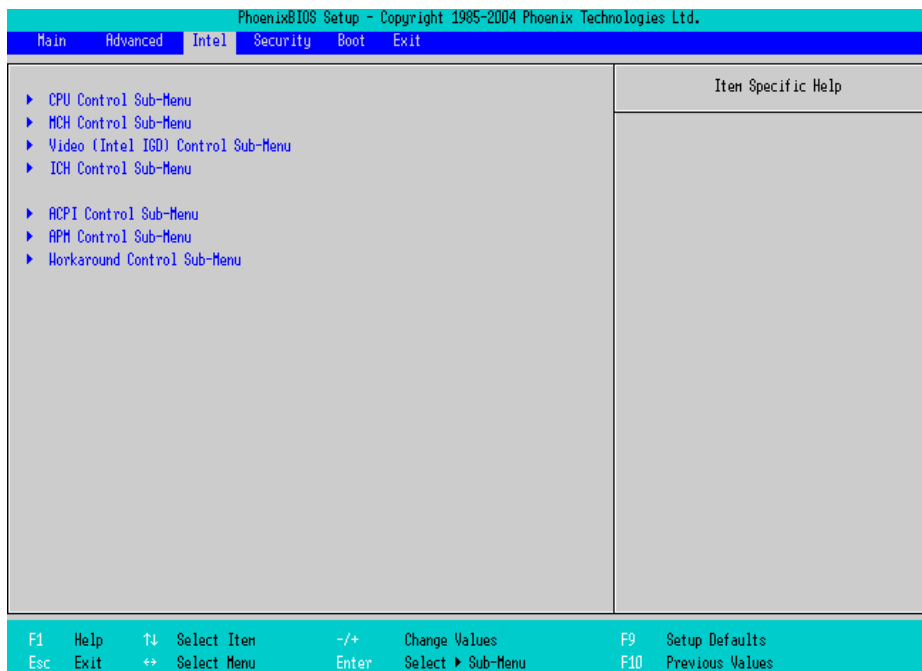 PhoenixBIOS Setup - Copyright 1985-2004 Phoenix Technologies Ltd.
Main Advanced Intel Security Boot Exit
Item Specific Help
CPU Control Sub-Menu
MCH Control Sub-Menu
Video (Intel IGD) Control Sub-Menu
ICH Control Sub-Menu
ACPI Control Sub-Menu
APM Control Sub-Menu
Workaround Control Sub-Menu
F1 Help ↑↓ Select Item -/+ Change Values F9 Setup Defaults
Esc Exit ↔ Select Menu Enter Select ▶ Sub-Menu F10 Previous Values